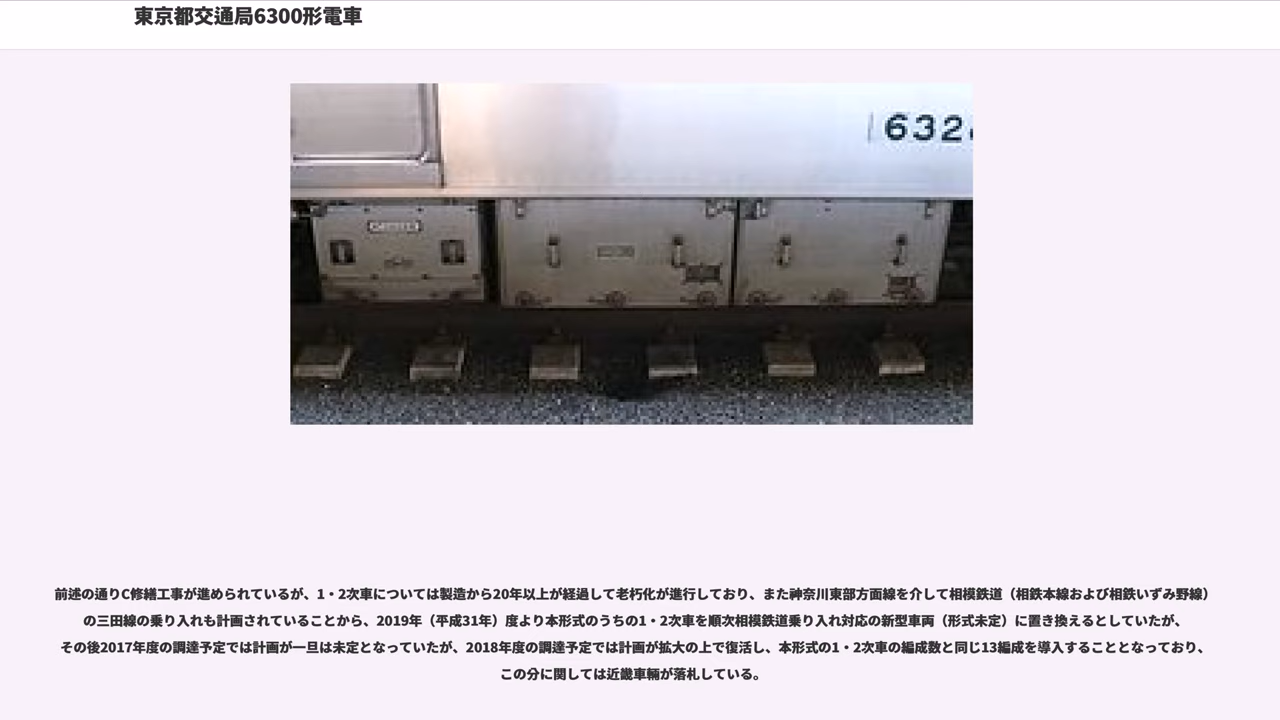 東京都交通局6300形電車
632
前述の通りC修繕工事が進められているが、1・2次車については製造から20年以上が経過して老朽化が進行しており、また神奈川東部方面線を介して相模鉄道（相鉄本線および相鉄いずみ野線）
の三田線の乗り入れも計画されていることから、2019年（平成31年）度より本形式のうちの1・2次車を順次相模鉄道乗り入れ対応の新型車両（形式未定）に置き換えるとしていたが、
その後2017年度の調達予定では計画が一旦は未定となっていたが、2018年度の調達予定では計画が拡大の上で復活し、本形式の1・2次車の編成数と同じ13編成を導入することとなっており、
この分に関しては近畿車輛が落札している。